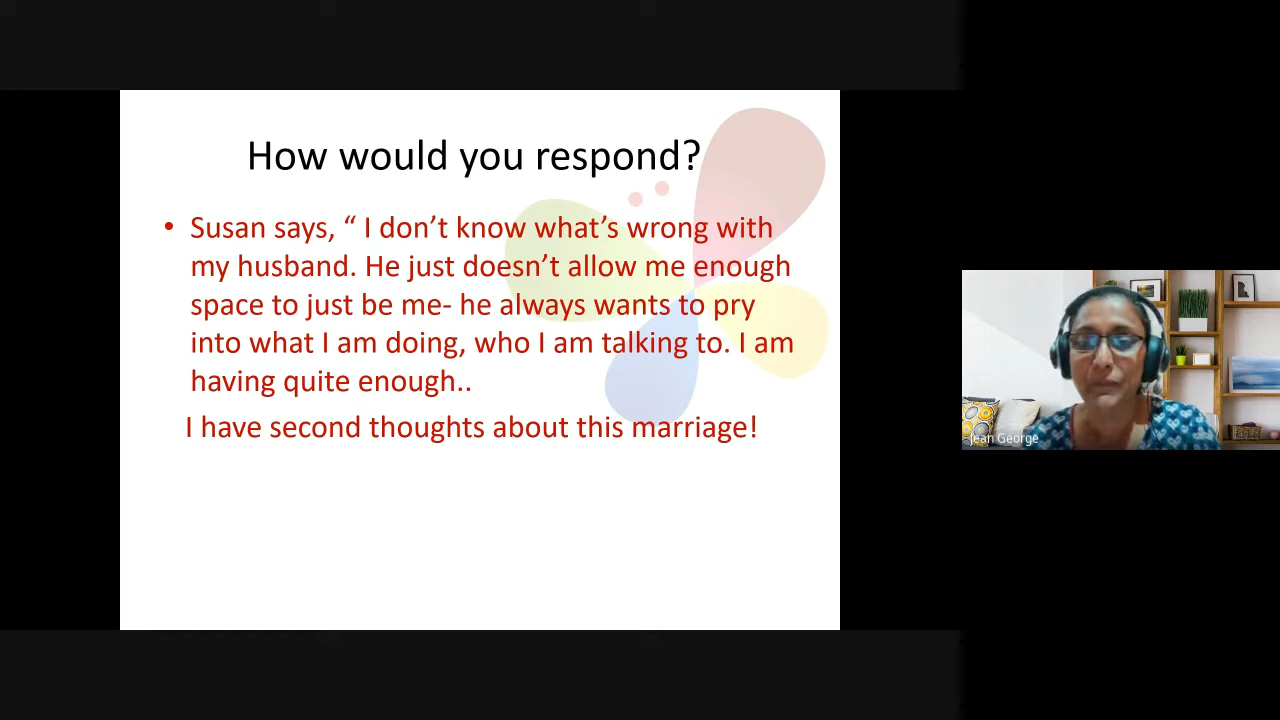 How would you respond?
• Susan says, “ I don’t know what’s wrong with
my husband. He just doesn’t allow me enough
space to just be me- he always wants to pry
into what I am doing, who I am talking to. I am
having quite enough..
I have second thoughts about this marriage!
Jean George